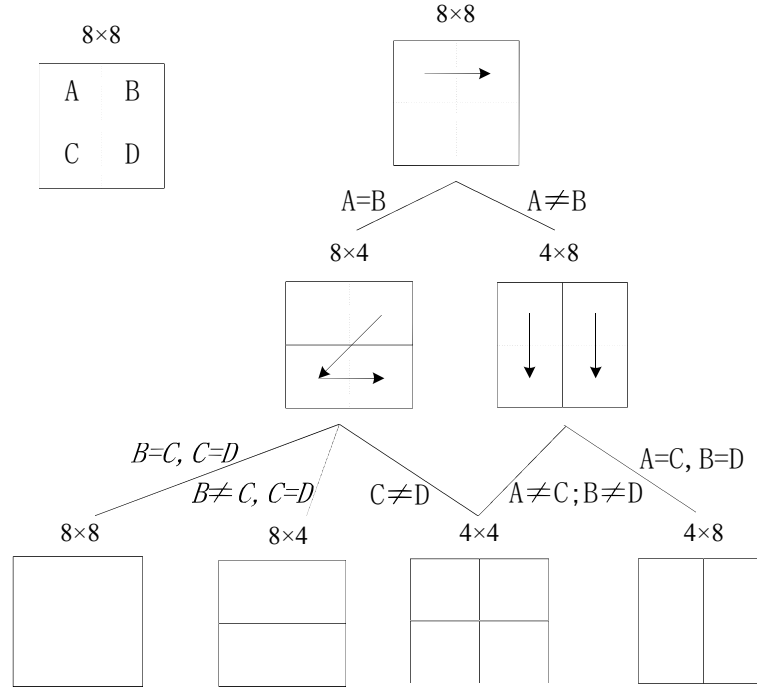 8×8
8×8
A B
C D
A=B
A≠B
8×4
4×8
B=C, C=D
B≠C, C=D
C≠D
A≠C;B≠D
A=C,B=D
8×8
8×4
4×4
4×8